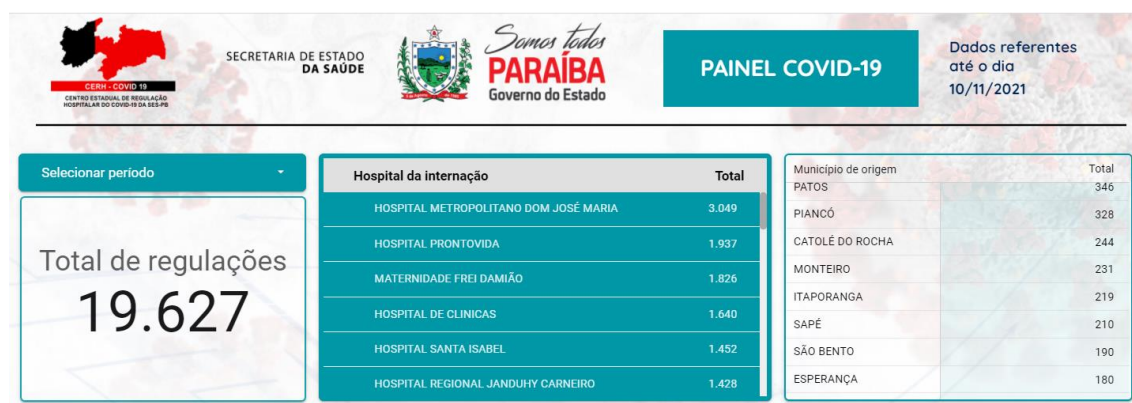 CERH - COVID 19
CENTRO ESTADUAL DE REGULAÇÃO
HOSPITALAR DO COVID-19 DA SES-PB
SECRETARIA DE ESTADO
DA SAÚDE
Somos todos
PARAÍBA
Governo do Estado
PAINEL COVID-19
Dados referentes
até o dia
10/11/2021
Selecionar período
Total de regulações
19.627
Hospital da internação Total
HOSPITAL METROPOLITANO DOM JOSÉ MARIA 3.049
HOSPITAL PRONTOVIDA 1.937
MATERNIDADE FREI DAMIÃO 1.826
HOSPITAL DE CLINICAS 1.640
HOSPITAL SANTA ISABEL 1.452
HOSPITAL REGIONAL JANDUHY CARNEIRO 1.428
Município de origem Total
PATOS 346
PIANCÓ 328
CATOLÉ DO ROCHA 244
MONTEIRO 231
ITAPORANGA 219
SAPÉ 210
SÃO BENTO 190
ESPERANÇA 180